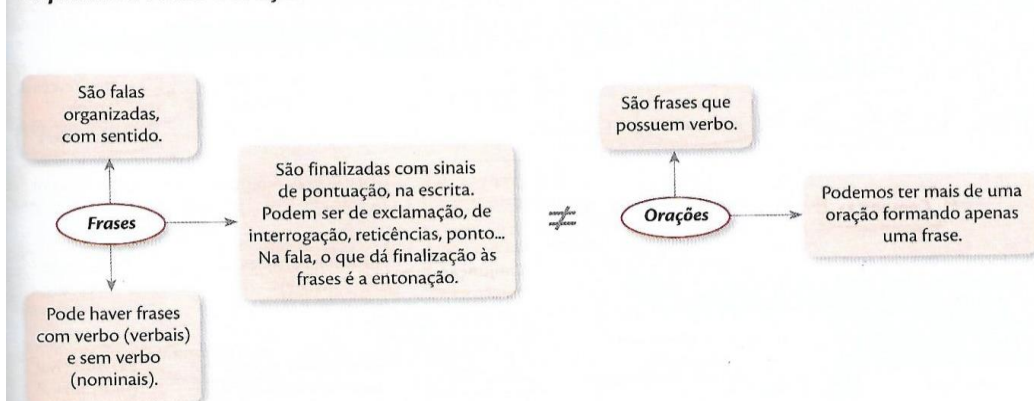 São falas
organizadas,
com sentido.
Frases
São finalizadas com sinais
de pontuação, na escrita.
Podem ser de exclamação, de
interrogação, reticências, ponto...
Na fala, o que dá finalização às
frases é a entonação.
Pode haver frases
com verbo (verbais)
e sem verbo
(nominais).
≠
São frases que
possuem verbo.
Orações
Podemos ter mais de uma
oração formando apenas
uma frase.